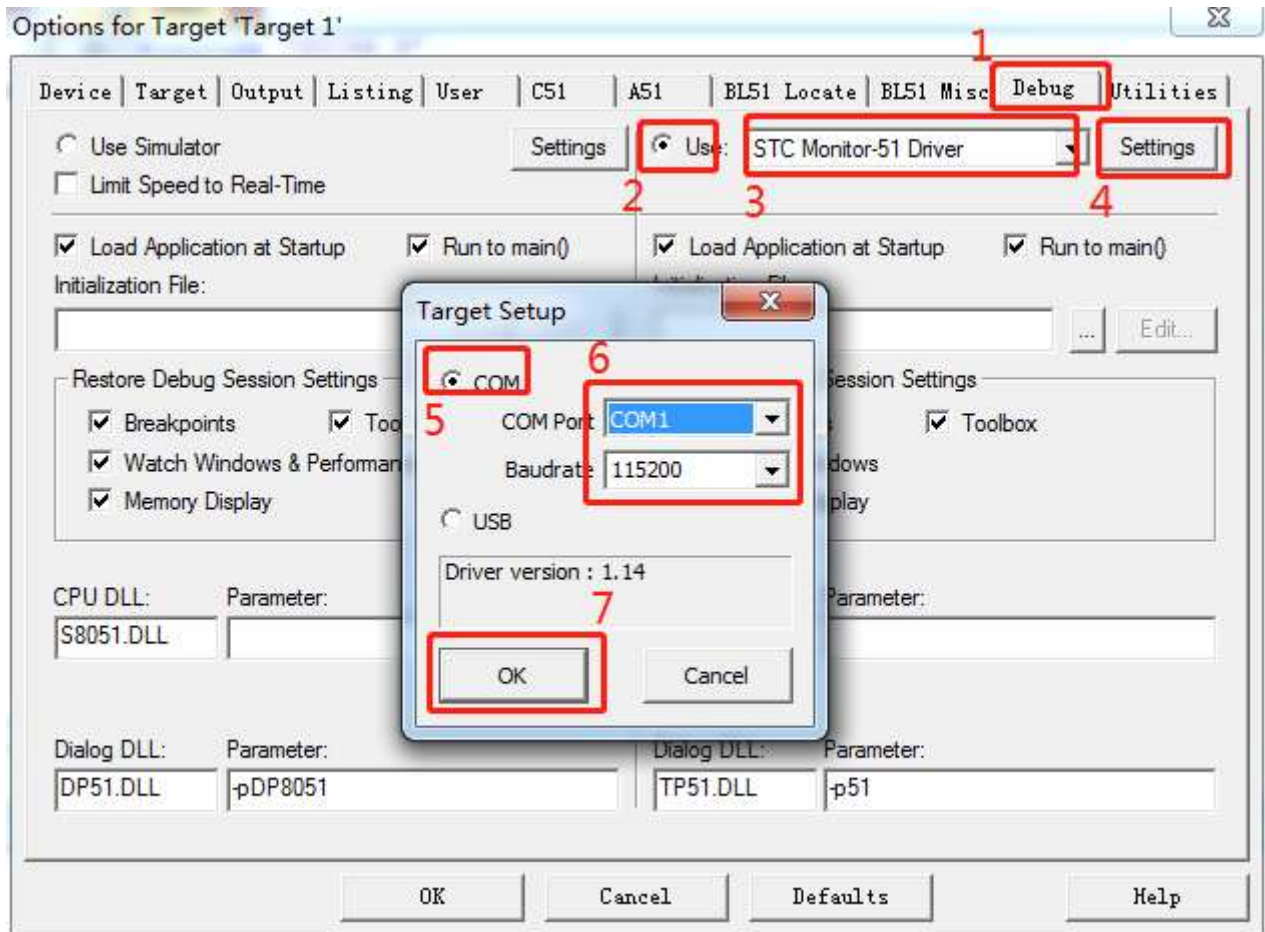 Options for Target 'Target 1'
1
Device Target Output Listing User C51 A51 BL51 Locate BL51 Misc Debug Utilities
Use Simulator Settings Use: STC Monitor-51 Driver Settings
Limit Speed to Real-Time
2 3 4
Load Application at Startup Run to main() Load Application at Startup Run to main()
Initialization File:
... Edit...
Target Setup
6
COM
5
COM Port COM1
Baudrate 115200
USB
Driver version : 1.14
7
OK Cancel
Restore Debug Session Settings Session Settings
Breakpoints Toolbox
Watch Windows & Performan
Memory Display
CPU DLL: Parameter: Parameter:
S8051.DLL
Dialog DLL: Parameter: Dialog DLL: Parameter:
DP51.DLL -pDP8051 TP51.DLL -p51
OK Cancel Defaults Help